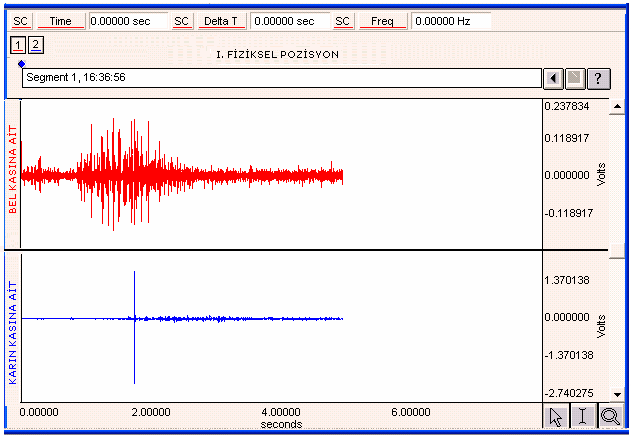 SC Time 0.00000 sec SC Delta T 0.00000 sec SC Freq 0.00000 Hz
1 2
I. FİZİKSEL POZİSYON
Segment 1, 16:36:56
?
BEL KASINA AİT
0.237834
0.118917
0.000000
-0.118917
Volts
KARIN KASINA AİT
1.370138
0.000000
-1.370138
-2.740275
Volts
0.00000 2.00000 4.00000 6.00000
seconds